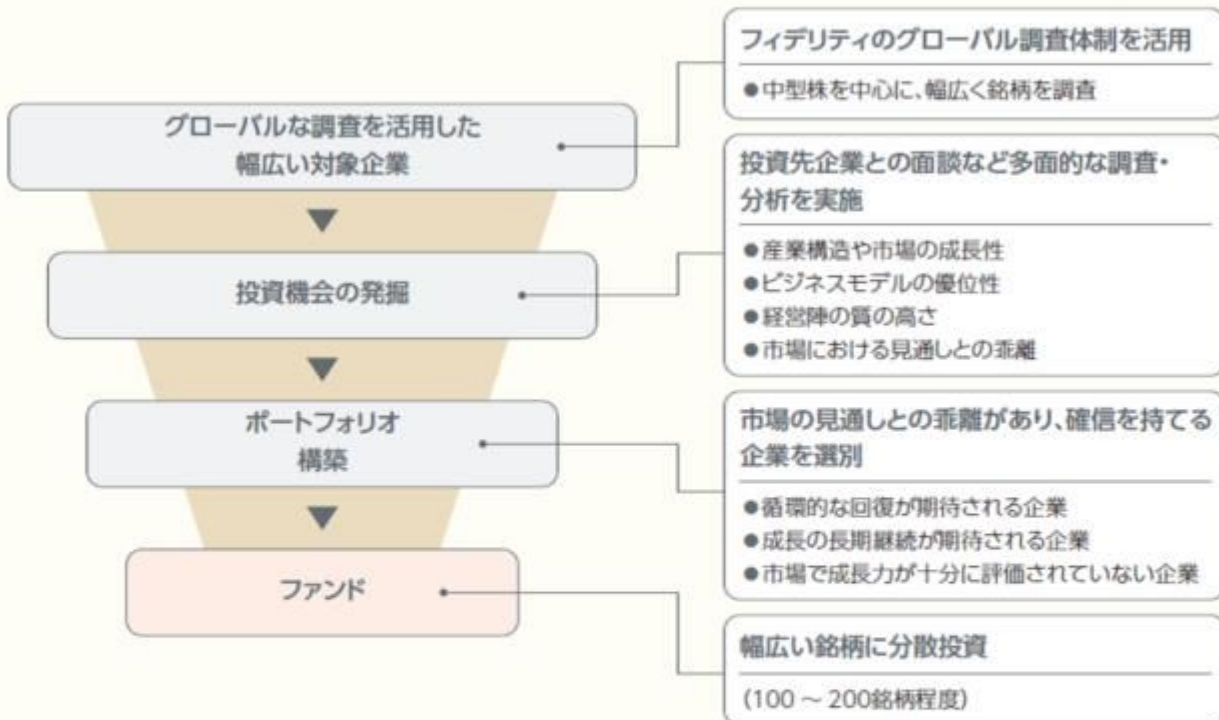 グローバルな調査を活用した
幅広い対象企業
投資機会の発掘
ポートフォリオ
構築
ファンド
フィデリティのグローバル調査体制を活用
●中型株を中心に、幅広く銘柄を調査
投資先企業との面談など多面的な調査・
分析を実施
●産業構造や市場の成長性
●ビジネスモデルの優位性
●経営陣の質の高さ
●市場における見通しとの乖離
市場の見通しとの乖離があり、確信を持てる
企業を選別
●循環的な回復が期待される企業
●成長の長期継続が期待される企業
●市場で成長力が十分に評価されていない企業
幅広い銘柄に分散投資
(100 ～ 200銘柄程度)